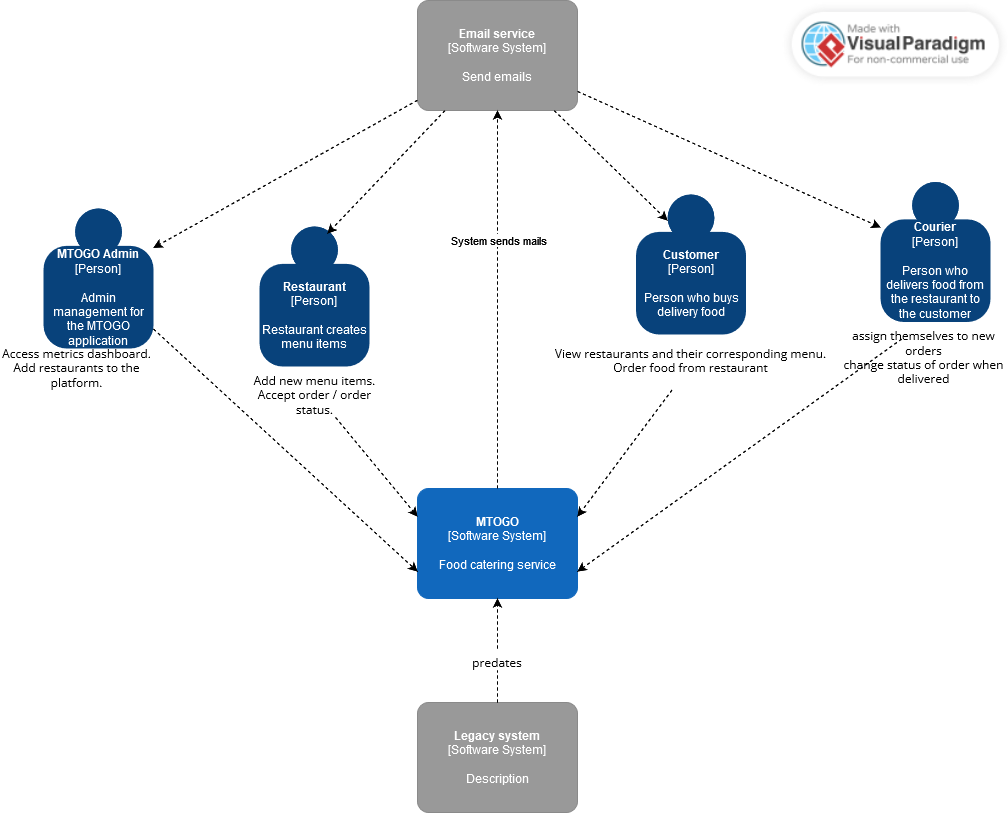 Email service
[Software System]
Send emails
Made with
Visual Paradigm
For non-commercial use
System sends mails
MTOGO Admin
[Person]
Admin
management for
the MTOGO
application
Access metrics dashboard.
Add restaurants to the
platform.
Restaurant
[Person]
Restaurant creates
menu items
Add new menu items.
Accept order / order
status.
Customer
[Person]
Person who buys
delivery food
View restaurants and their corresponding menu.
Order food from restaurant
Courier
[Person]
Person who
delivers food from
the restaurant to
the customer
assign themselves to new
orders
change status of order when
delivered
MTOGO
[Software System]
Food catering service
predates
Legacy system
[Software System]
Description